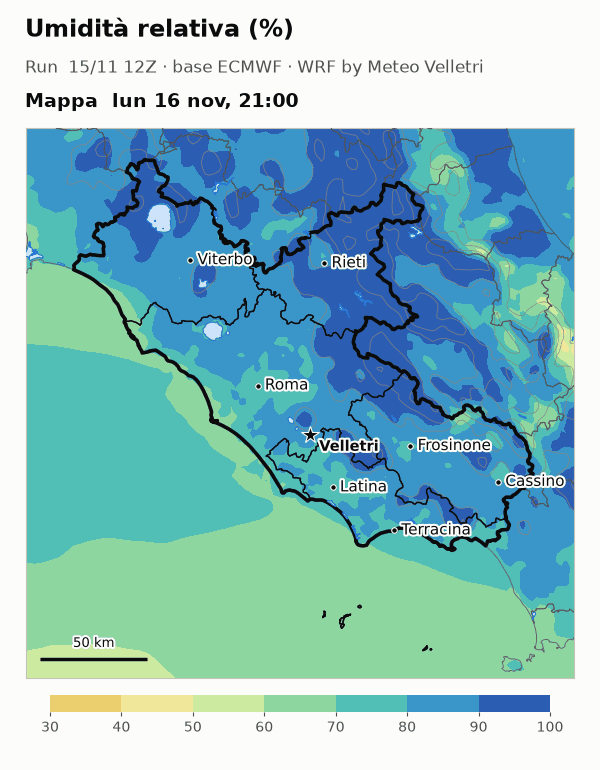 Umidità relativa (%)
Run  15/11 12Z · base ECMWF · WRF by Meteo Velletri
Mappa  lun 16 nov, 21:00
Viterbo
Rieti
Roma
Velletri
Frosinone
Cassino
Latina
Terracina
50 km
30 40 50 60 70 80 90 100